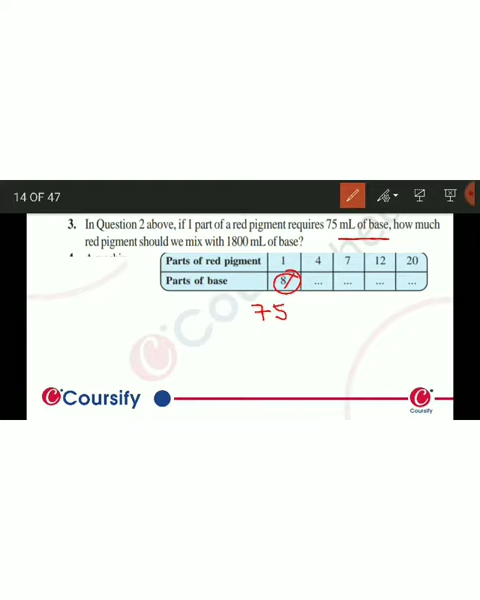 14 OF 47
3. In Question 2 above, if 1 part of a red pigment requires 75 mL of base, how much
red pigment should we mix with 1800 mL of base?
Parts of red pigment 1 4 7 12 20
Parts of base 8 ... ... ... ...
75
Coursify
Coursify